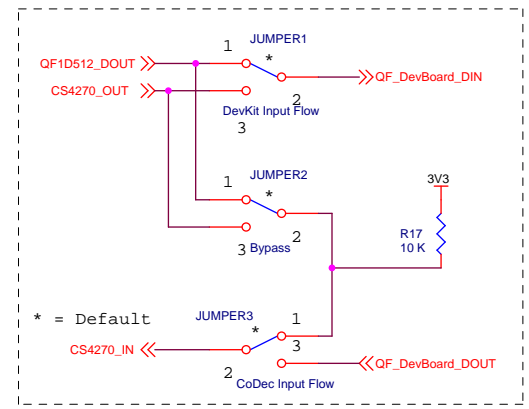 1
JUMPER1
QF1D512_DOUT
*
QF_DevBoard_DIN
CS4270_OUT
2
DevKit Input Flow
3
JUMPER2
1
*
3V3
2
R17
10 K
3 Bypass
* = Default
JUMPER3
1
*
3
CS4270_IN
2
CoDec Input Flow
QF_DevBoard_DOUT